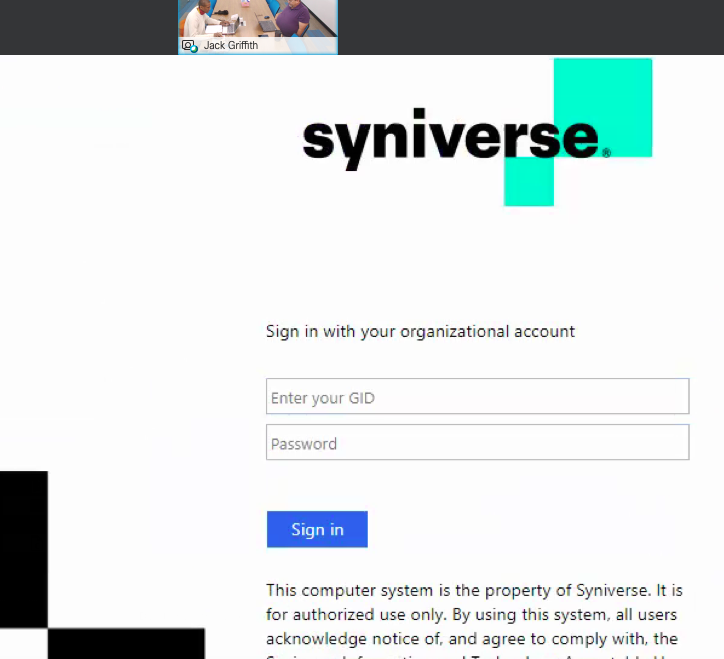 Jack Griffith
syniverse®
Sign in with your organizational account
Enter your GID
Password
Sign in
This computer system is the property of Syniverse. It is
for authorized use only. By using this system, all users
acknowledge notice of, and agree to comply with, the